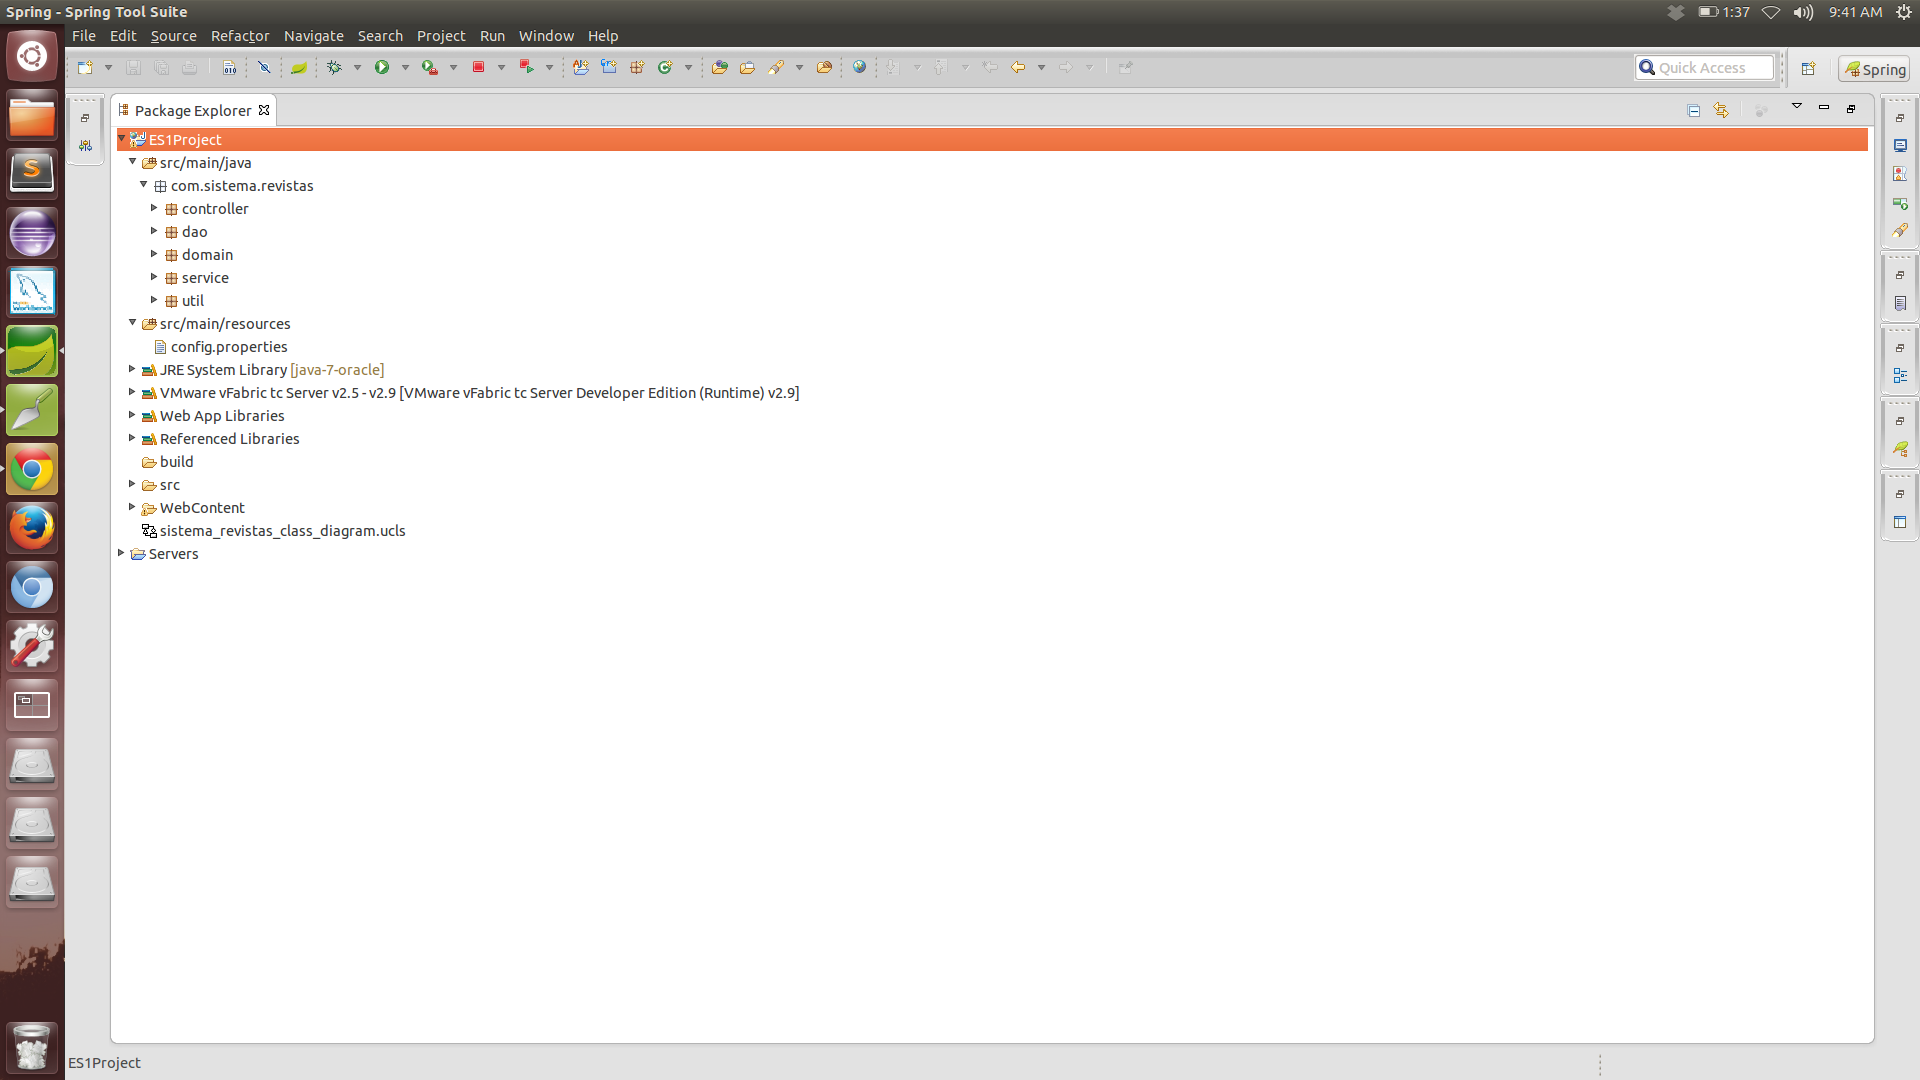 Spring - Spring Tool Suite
1:37
9:41 AM
File Edit Source Refactor Navigate Search Project Run Window Help
Quick Access
Spring
Package Explorer
ES1Project
src/main/java
com.sistema.revistas
controller
dao
domain
service
util
src/main/resources
config.properties
JRE System Library [java-7-oracle]
VMware vFabric tc Server v2.5 - v2.9 [VMware vFabric tc Server Developer Edition (Runtime) v2.9]
Web App Libraries
Referenced Libraries
build
src
WebContent
sistema_revistas_class_diagram.ucls
Servers
ES1Project